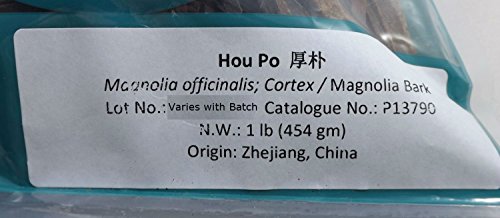 Hou Po 厚朴
Magnolia officinalis; Cortex / Magnolia Bark
Lot No.: Varies with Batch Catalogue No.: P13790
N.W.: 1 lb (454 gm)
Origin: Zhejiang, China